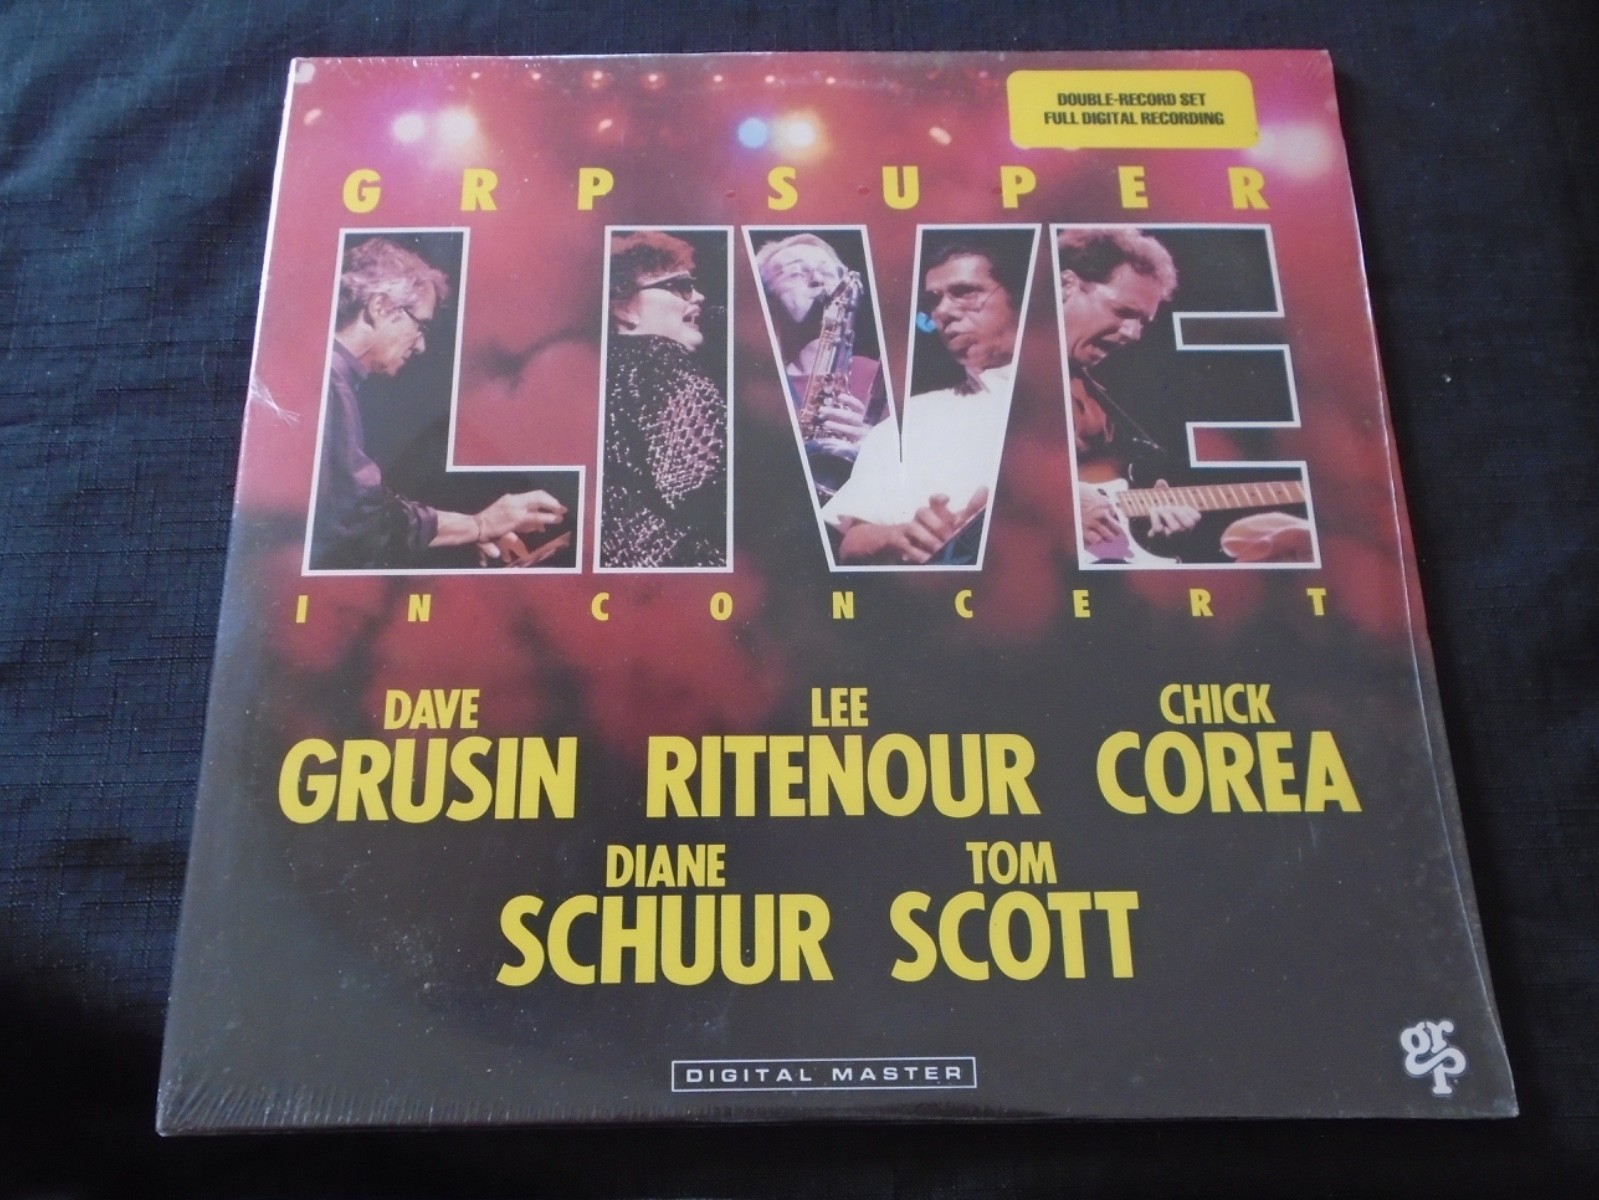 DOUBLE-RECORD SET
FULL DIGITAL RECORDING
GRP SUPER
LIVE
IN CONCERT
DAVE GRUSIN
LEE RITENOUR
CHICK COREA
DIANE SCHUUR
TOM SCOTT
DIGITAL MASTER
grp